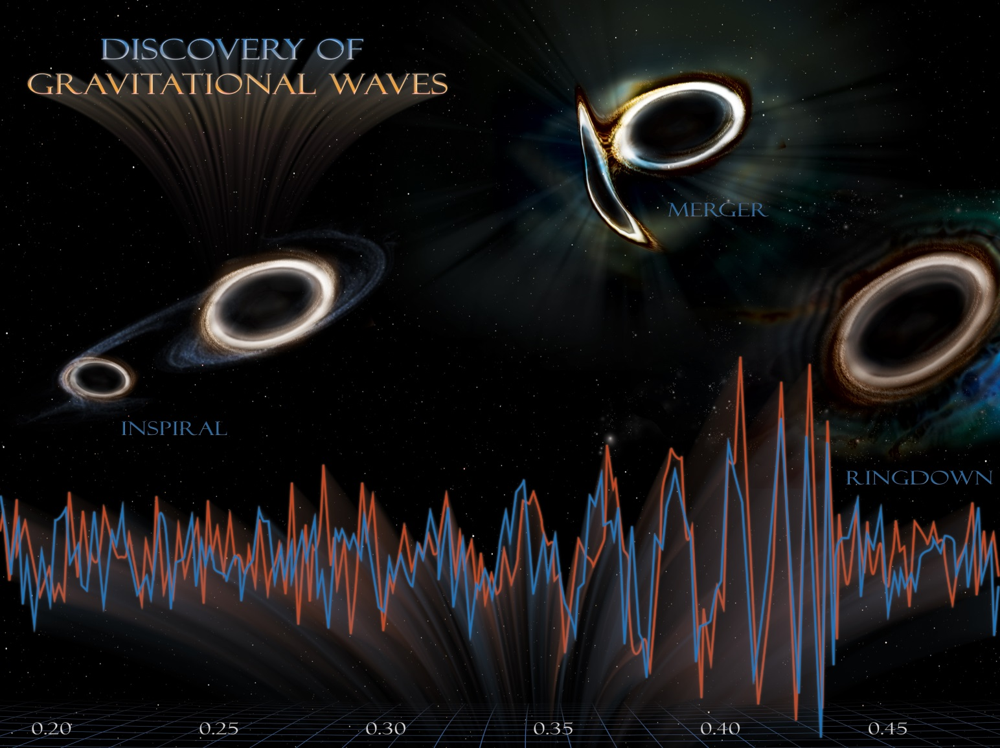 DISCOVERY OF
GRAVITATIONAL WAVES
MERGER
INSPIRAL
RINGDOWN
0.20 0.25 0.30 0.35 0.40 0.45